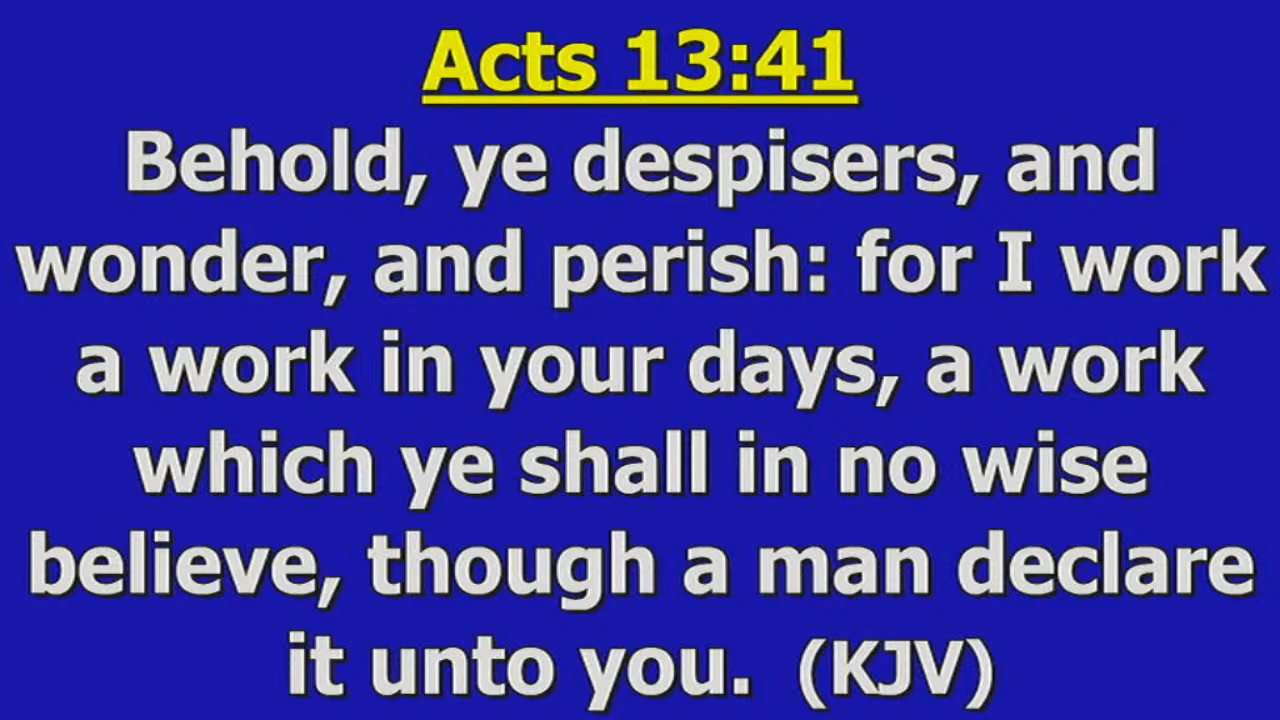 Acts 13:41
Behold, ye despisers, and
wonder, and perish: for I work
a work in your days, a work
which ye shall in no wise
believe, though a man declare
it unto you.  (KJV)